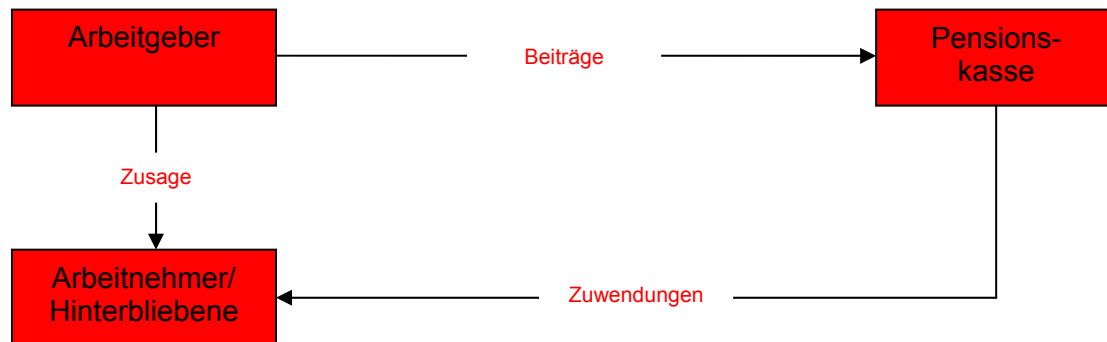 Arbeitgeber
Beiträge
Pensions-
kasse
Zusage
Arbeitnehmer/
Hinterbliebene
Zuwendungen